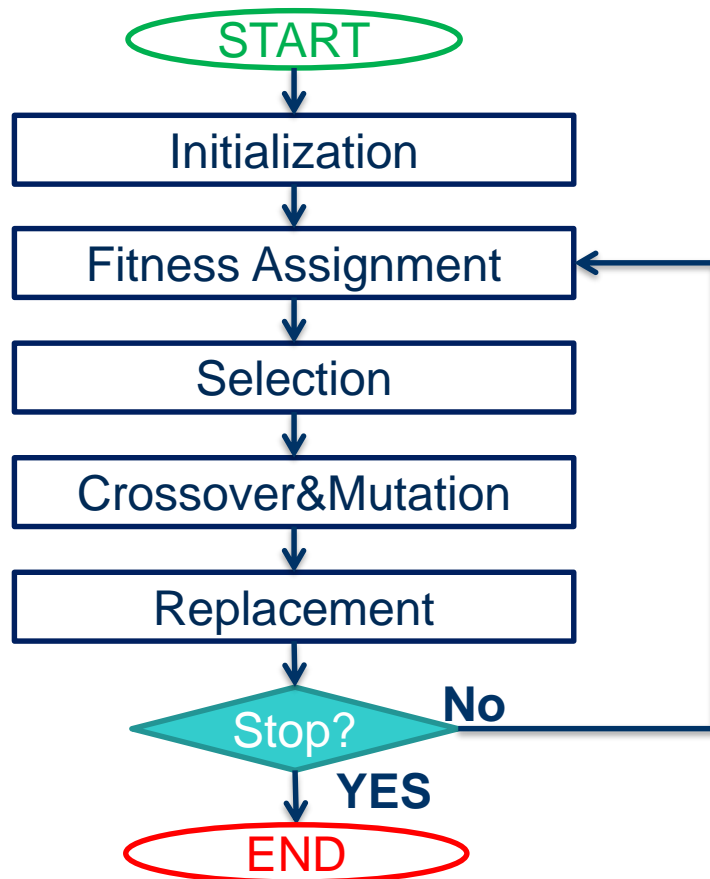 START
Initialization
Fitness Assignment
Selection
Crossover&Mutation
Replacement
Stop?
No
YES
END